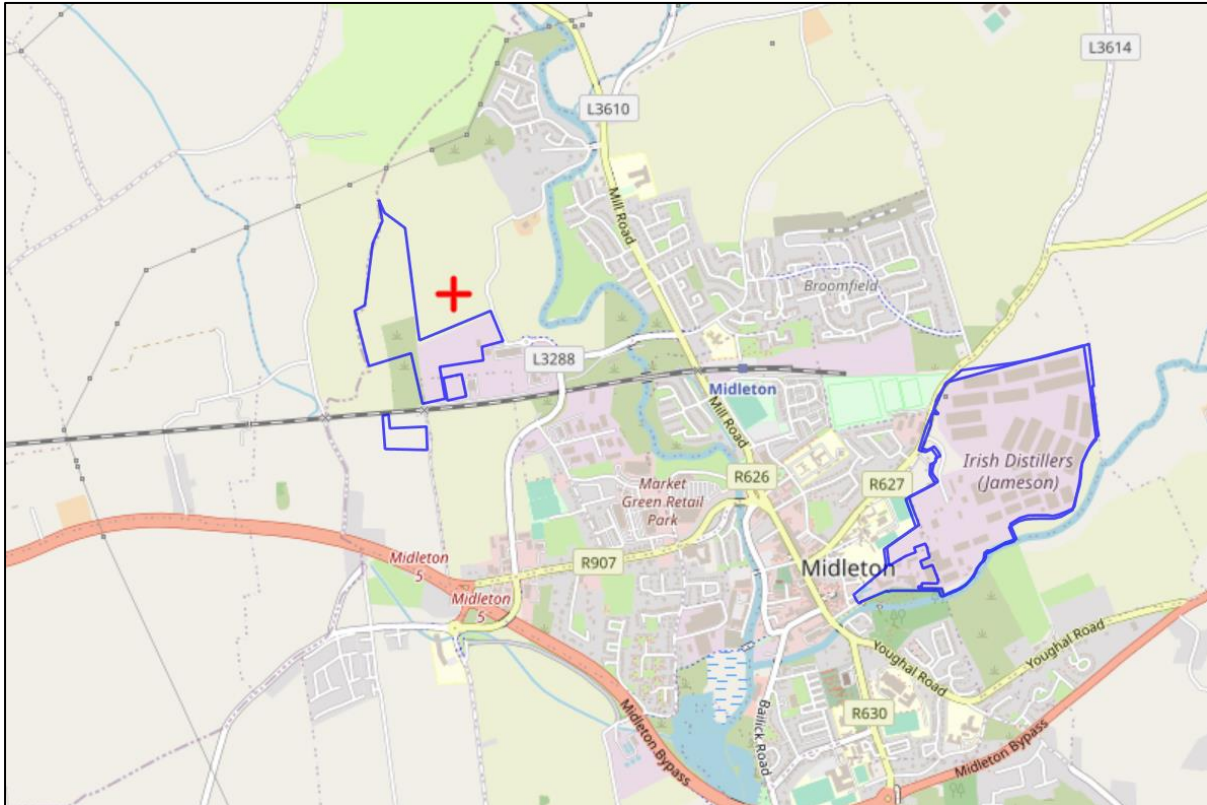 L3614
L3610
Mill Road
Broomfield
L3288
Midleton
Mill Road
Irish Distillers
(Jameson)
R626
R627
Market
Green Retail
Park
R907
Midleton
5
Midleton
Midleton
5
Youghal Road
Youghal Road
R630
Bailick Road
Midleton Bypass
Midleton Bypass